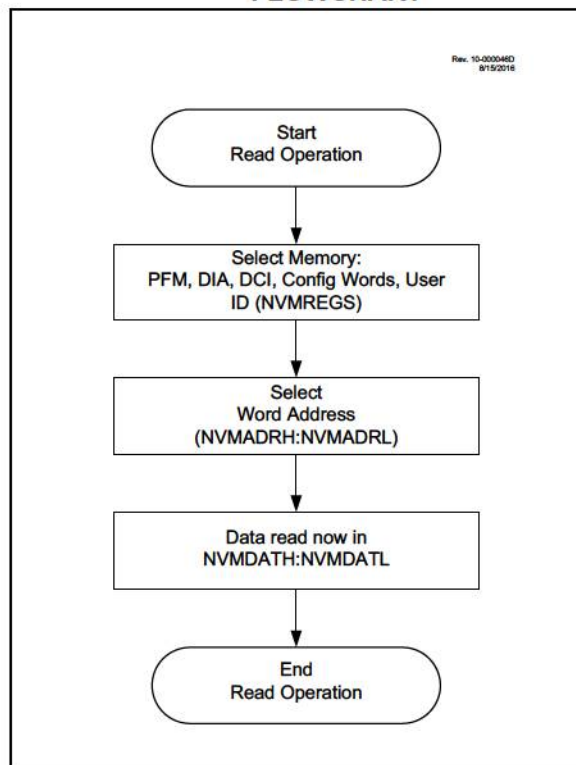 Rev. 10-000046D
8/15/2016
Start
Read Operation
Select Memory:
PFM, DIA, DCI, Config Words, User
ID (NVMREGS)
Select
Word Address
(NVMADRH:NVMADRL)
Data read now in
NVMDATH:NVMDATL
End
Read Operation